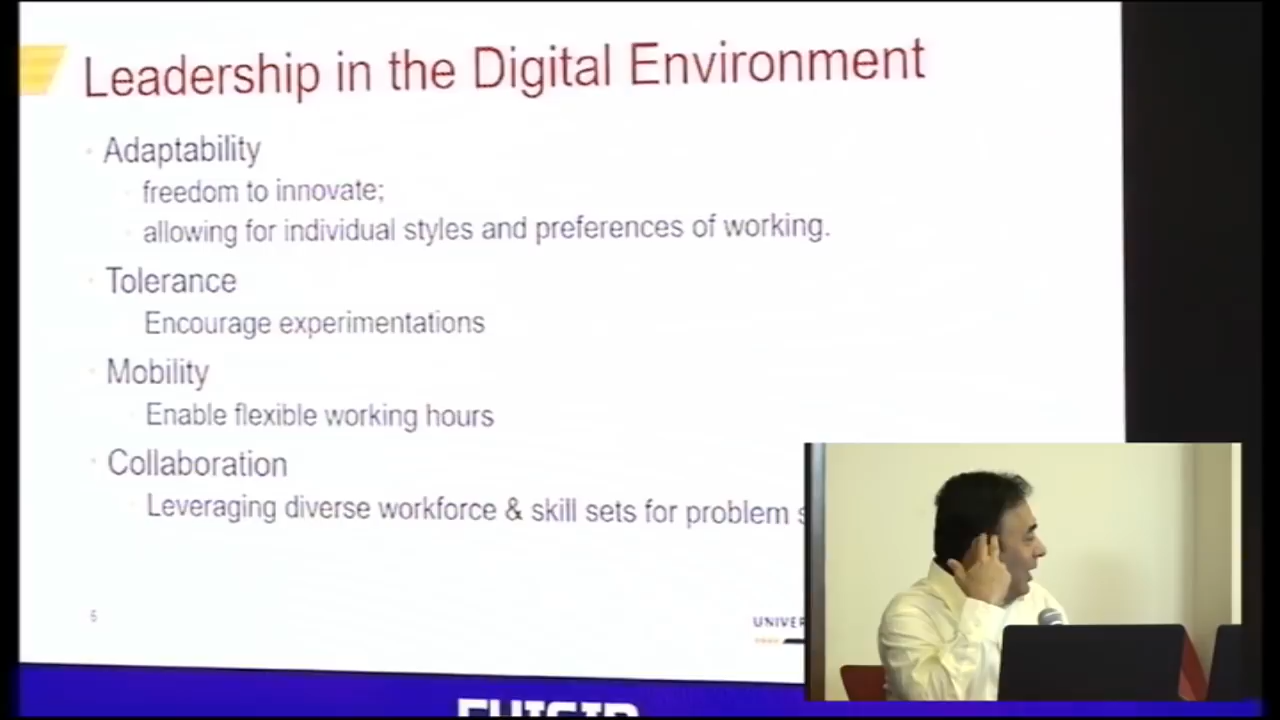 Leadership in the Digital Environment
Adaptability
freedom to innovate;
allowing for individual styles and preferences of working.
Tolerance
Encourage experimentations
Mobility
Enable flexible working hours
Collaboration
Leveraging diverse workforce & skill sets for problem
6